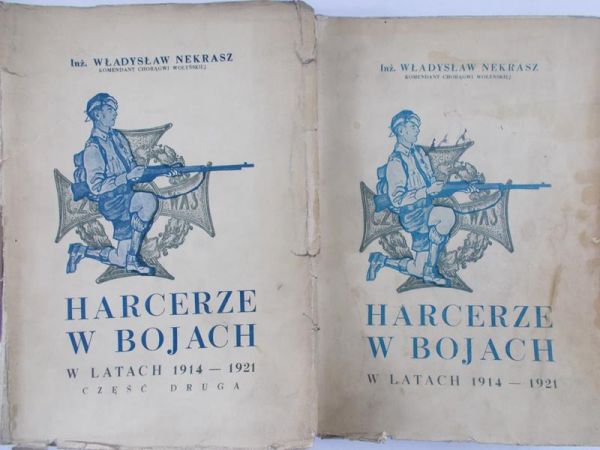 Inż. WŁADYSŁAW NEKRASZ
KOMENDANT CHORĄGWI WOŁYŃSKIEJ
HARCERZE
W BOJACH
W LATACH 1914 — 1921
CZĘŚĆ DRUGA
Inż. WŁADYSŁAW NEKRASZ
KOMENDANT CHORĄGWI WOŁYŃSKIEJ
HARCERZE
W BOJACH
W LATACH 1914 — 1921